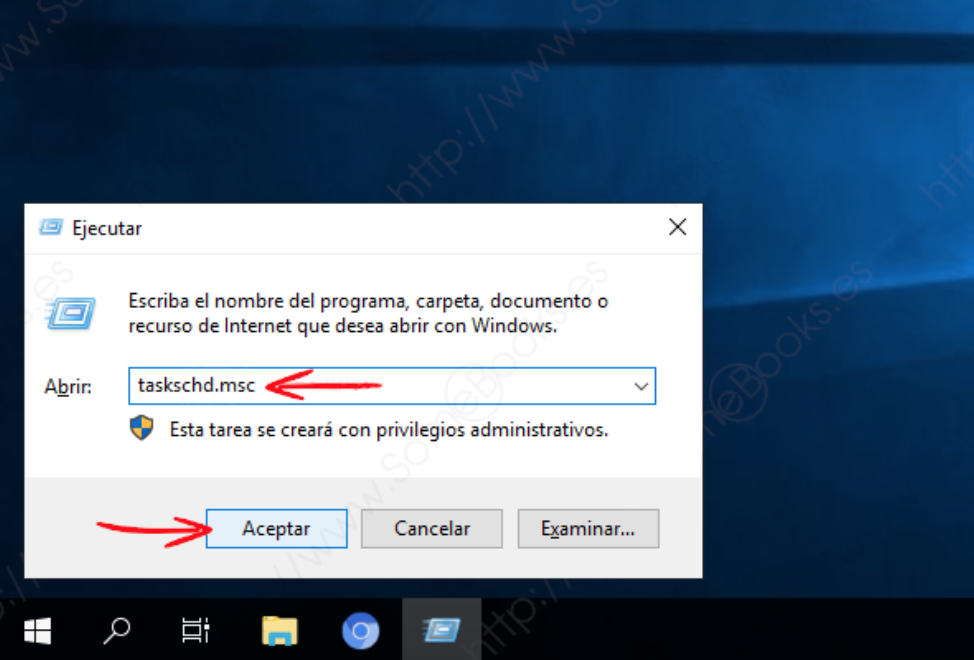 http://www.SomeBooks.es
Ejecutar
Escriba el nombre del programa, carpeta, documento o
recurso de Internet que desea abrir con Windows.
Abrir:
taskschd.msc
Esta tarea se creará con privilegios administrativos.
Aceptar
Cancelar
Examinar...